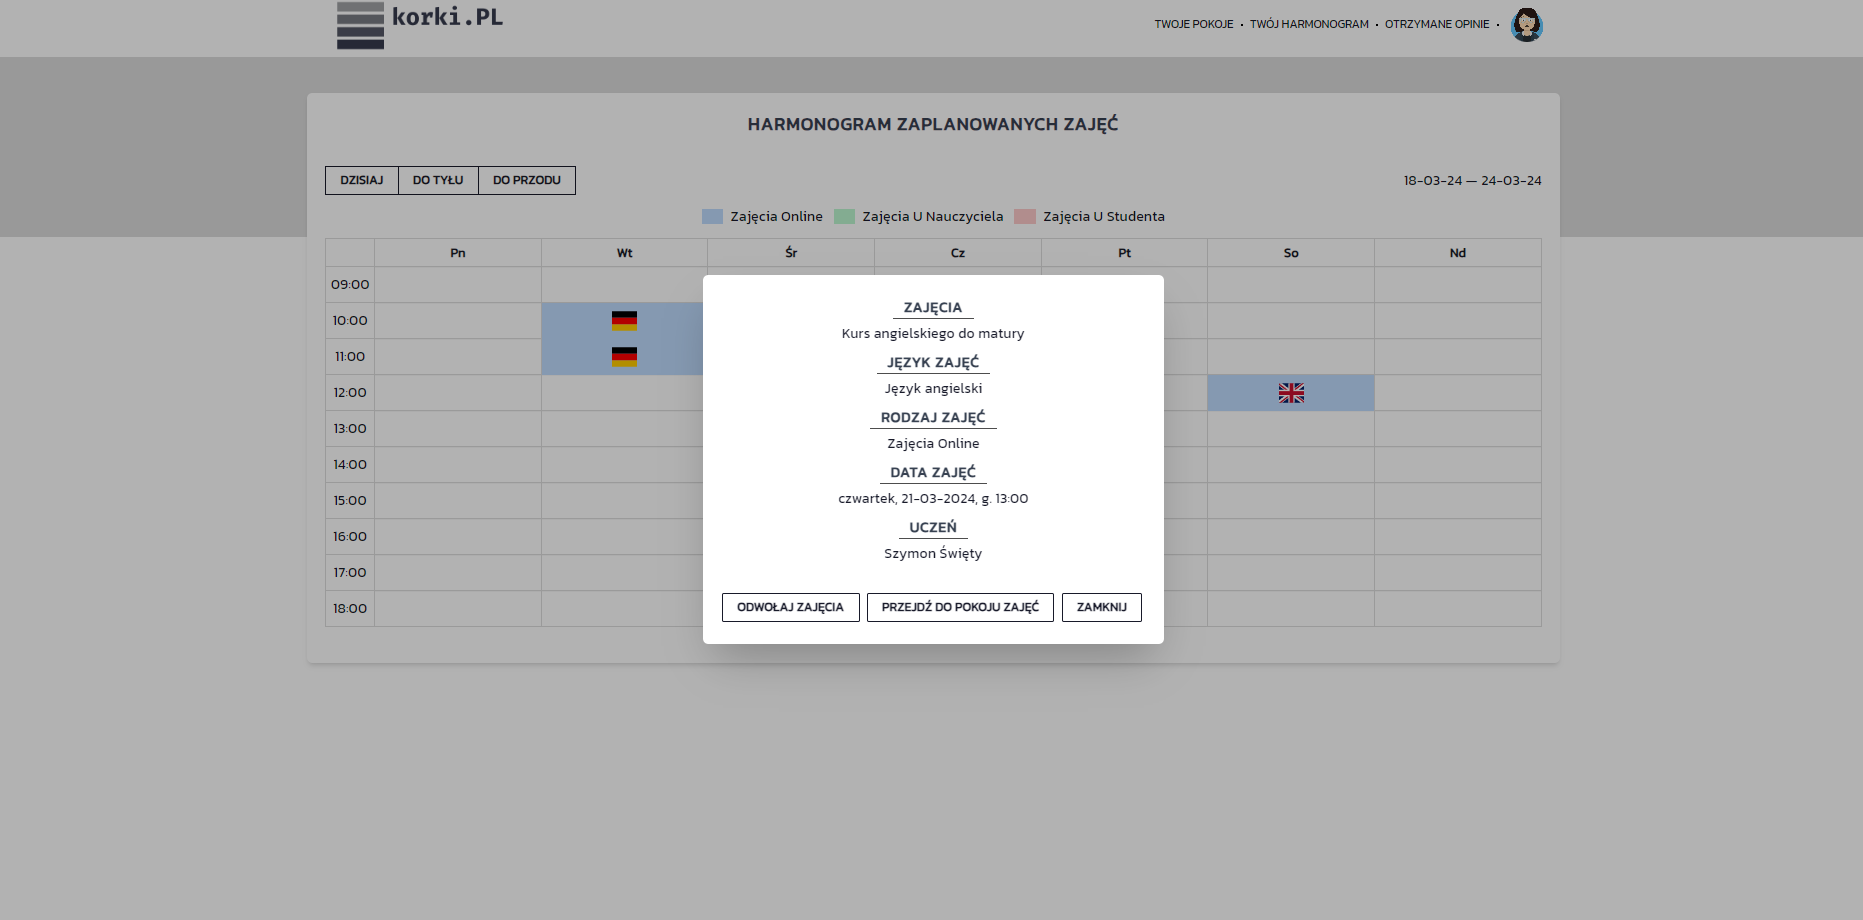 korki.PL
TWOJE POKOJE • TWÓJ HARMONOGRAM • OTRZYMANE OPINIE •
HARMONOGRAM ZAPLANOWANYCH ZAJĘĆ
DZISIAJ DO TYŁU DO PRZODU 18-03-24 — 24-03-24
Zajęcia Online Zajęcia U Nauczyciela Zajęcia U Studenta
Pn Wt Śr Cz Pt So Nd
09:00
10:00
11:00
12:00
13:00
14:00
15:00
16:00
17:00
18:00
ZAJĘCIA
Kurs angielskiego do matury
JĘZYK ZAJĘĆ
Język angielski
RODZAJ ZAJĘĆ
Zajęcia Online
DATA ZAJĘĆ
czwartek, 21-03-2024, g. 13:00
UCZEŃ
Szymon Święty
ODWOŁAJ ZAJĘCIA PRZEJDŹ DO POKOJU ZAJĘĆ ZAMKNIJ